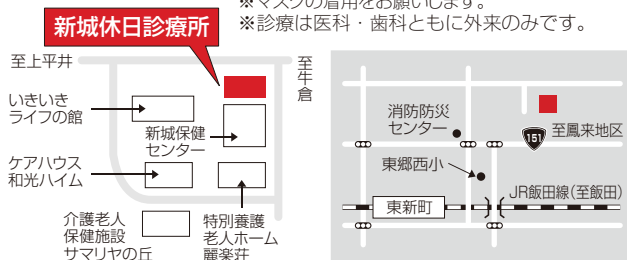 ※マスクの着用をお願いします。
※診療は医科・歯科ともに外来のみです。
新城休日診療所
至上平井
至牛倉
いきいき
ライフの館
新城保健
センター
ケアハウス
和光ハイム
介護老人
保健施設
サマリヤの丘
特別養護
老人ホーム
麗楽荘
消防防災
センター
151
至鳳来地区
東郷西小
JR飯田線(至飯田)
東新町